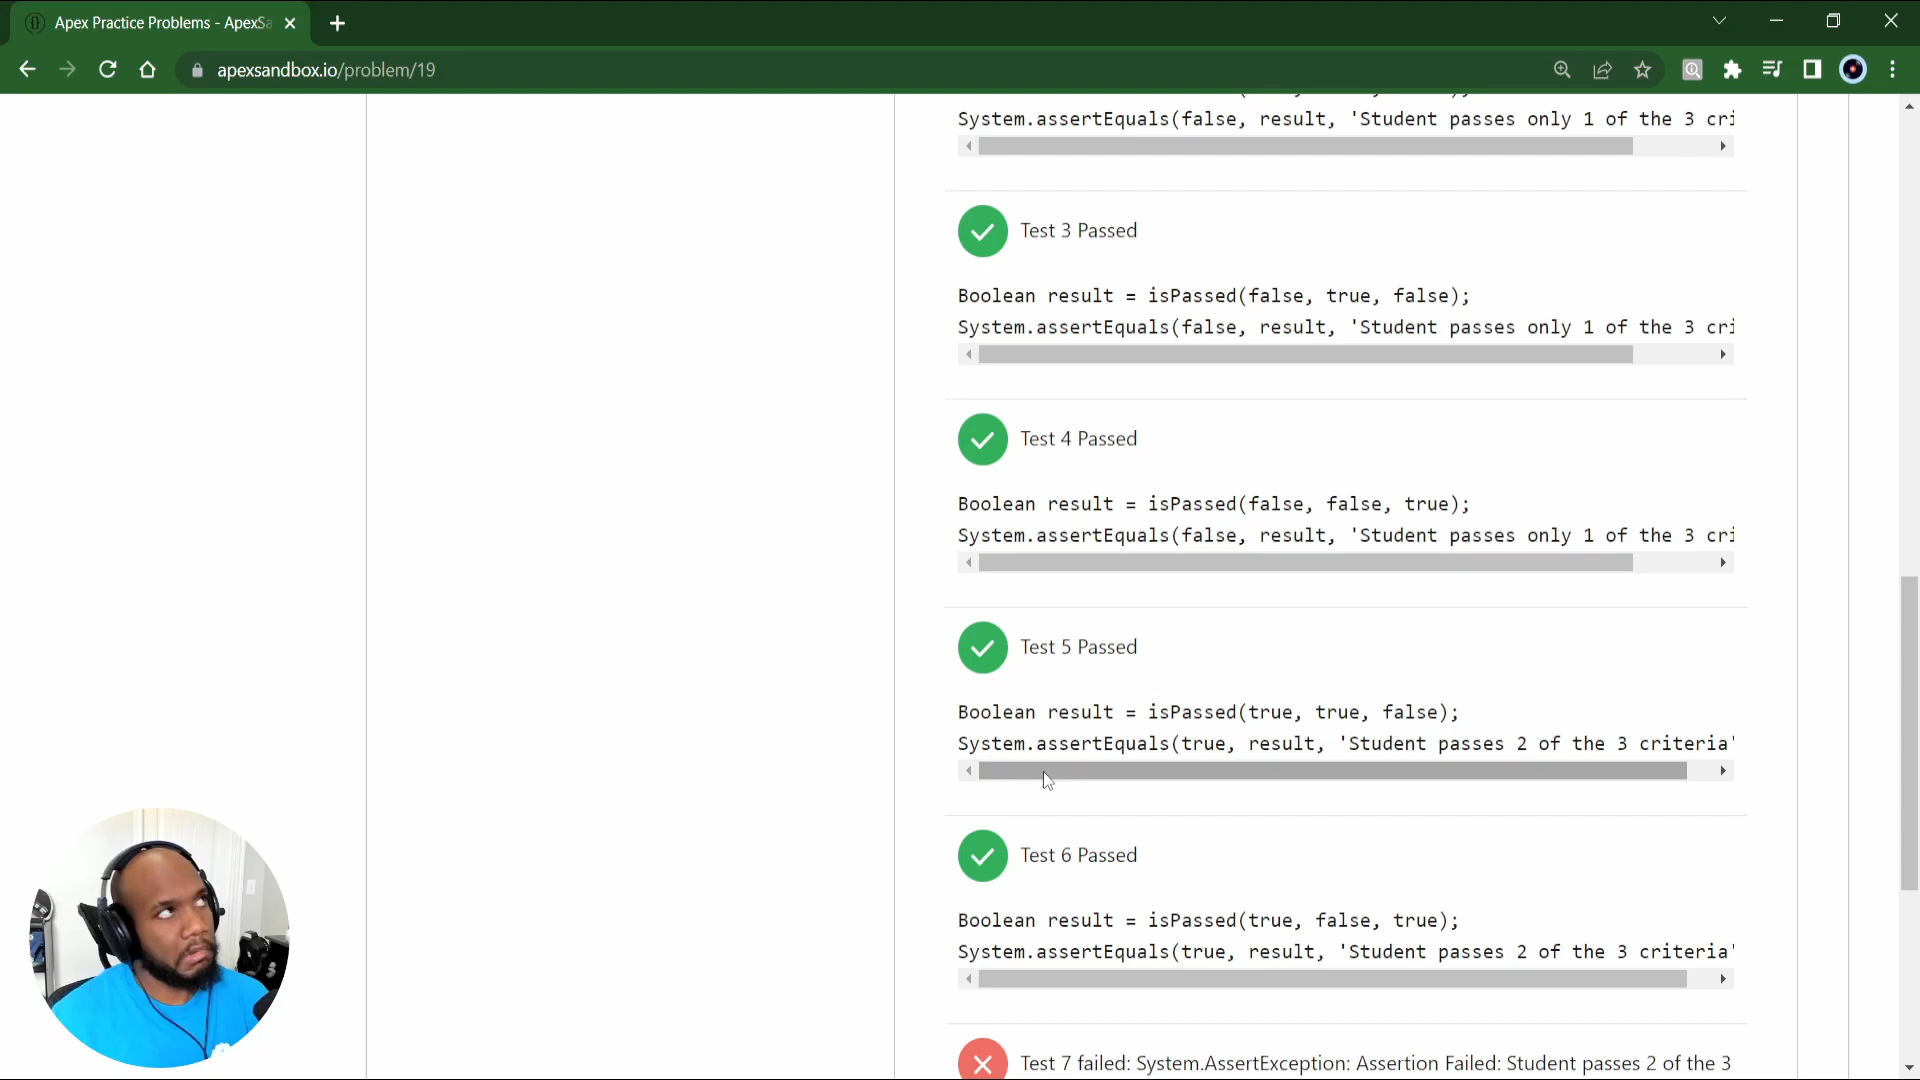 Apex Practice Problems - ApexSa
apexsandbox.io/problem/19
System.assertEquals(false, result, 'Student passes only 1 of the 3 cri
Test 3 Passed
Boolean result = isPassed(false, true, false);
System.assertEquals(false, result, 'Student passes only 1 of the 3 cri
Test 4 Passed
Boolean result = isPassed(false, false, true);
System.assertEquals(false, result, 'Student passes only 1 of the 3 cri
Test 5 Passed
Boolean result = isPassed(true, true, false);
System.assertEquals(true, result, 'Student passes 2 of the 3 criteria'
Test 6 Passed
Boolean result = isPassed(true, false, true);
System.assertEquals(true, result, 'Student passes 2 of the 3 criteria'
Test 7 failed: System.AssertException: Assertion Failed: Student passes 2 of the 3